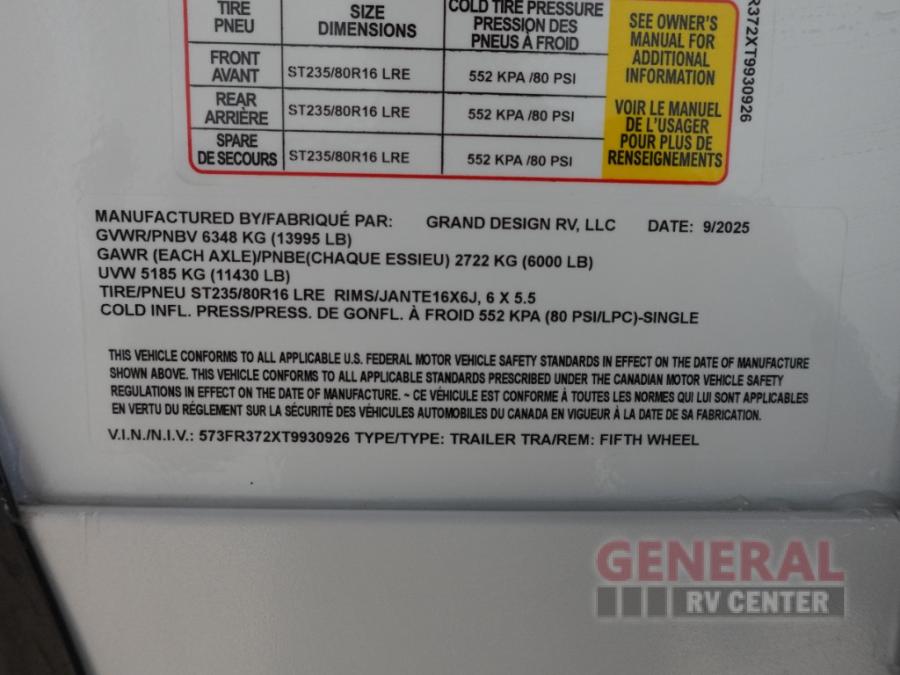 TIRE PNEU SIZE DIMENSIONS COLD TIRE PRESSURE PRESSION DES PNEUS À FROID
FRONT AVANT ST235/80R16 LRE 552 KPA /80 PSI
REAR ARRIÈRE ST235/80R16 LRE 552 KPA /80 PSI
SPARE DE SECOURS ST235/80R16 LRE 552 KPA /80 PSI
SEE OWNER'S
MANUAL FOR
ADDITIONAL
INFORMATION
VOIR LE MANUEL
DE L'USAGER
POUR PLUS DE
RENSEIGNEMENTS
R372XT9930926
MANUFACTURED BY/FABRIQUÉ PAR: GRAND DESIGN RV, LLC DATE: 9/2025
GVWR/PNBV 6348 KG (13995 LB)
GAWR (EACH AXLE)/PNBE(CHAQUE ESSIEU) 2722 KG (6000 LB)
UVW 5185 KG (11430 LB)
TIRE/PNEU ST235/80R16 LRE RIMS/JANTE16X6J, 6 X 5.5
COLD INFL. PRESS/PRESS. DE GONFL. À FROID 552 KPA (80 PSI/LPC)-SINGLE
THIS VEHICLE CONFORMS TO ALL APPLICABLE U.S. FEDERAL MOTOR VEHICLE SAFETY STANDARDS IN EFFECT ON THE DATE OF MANUFACTURE
SHOWN ABOVE. THIS VEHICLE CONFORMS TO ALL APPLICABLE STANDARDS PRESCRIBED UNDER THE CANADIAN MOTOR VEHICLE SAFETY
REGULATIONS IN EFFECT ON THE DATE OF MANUFACTURE. ~ CE VÉHICULE EST CONFORME À TOUTES LES NORMES QUI LUI SONT APPLICABLES
EN VERTU DU RÉGLEMENT SUR LA SÉCURITÉ DES VÉHICULES AUTOMOBILES DU CANADA EN VIGUEUR À LA DATE DE SA FABRICATION.
V.I.N./N.I.V.: 573FR372XT9930926 TYPE/TYPE: TRAILER TRA/REM: FIFTH WHEEL
GENERAL
RV CENTER